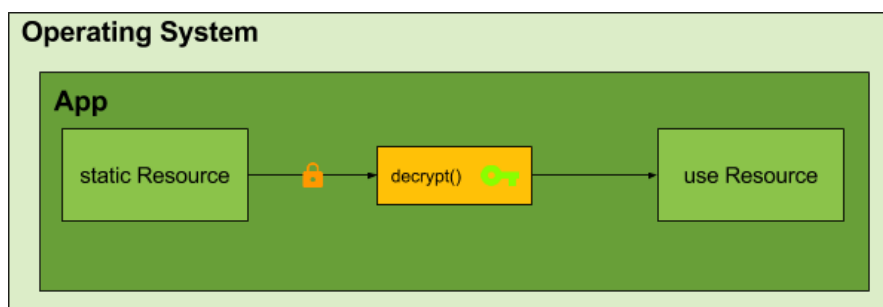 Operating System
App
static Resource
decrypt()
use Resource